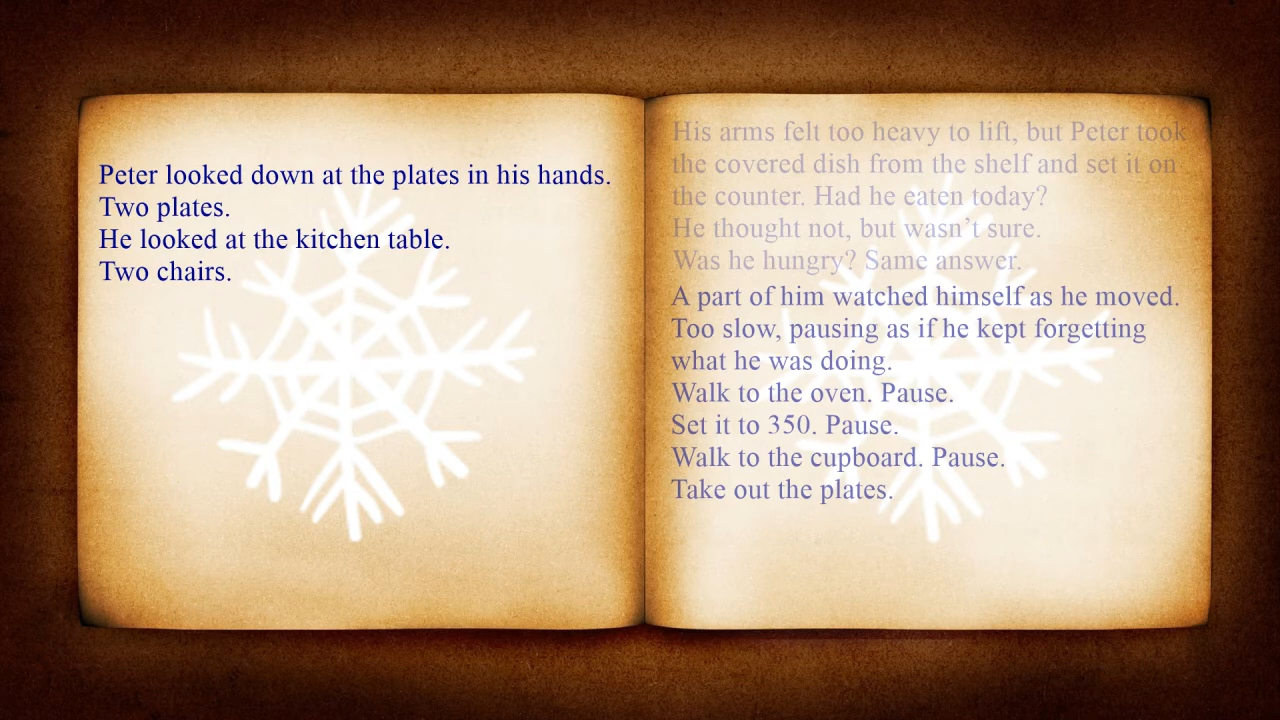 Peter looked down at the plates in his hands.
Two plates.
He looked at the kitchen table.
Two chairs.
His arms felt too heavy to lift, but Peter took
the covered dish from the shelf and set it on
the counter. Had he eaten today?
He thought not, but wasn’t sure.
Was he hungry? Same answer.
A part of him watched himself as he moved.
Too slow, pausing as if he kept forgetting
what he was doing.
Walk to the oven. Pause.
Set it to 350. Pause.
Walk to the cupboard. Pause.
Take out the plates.